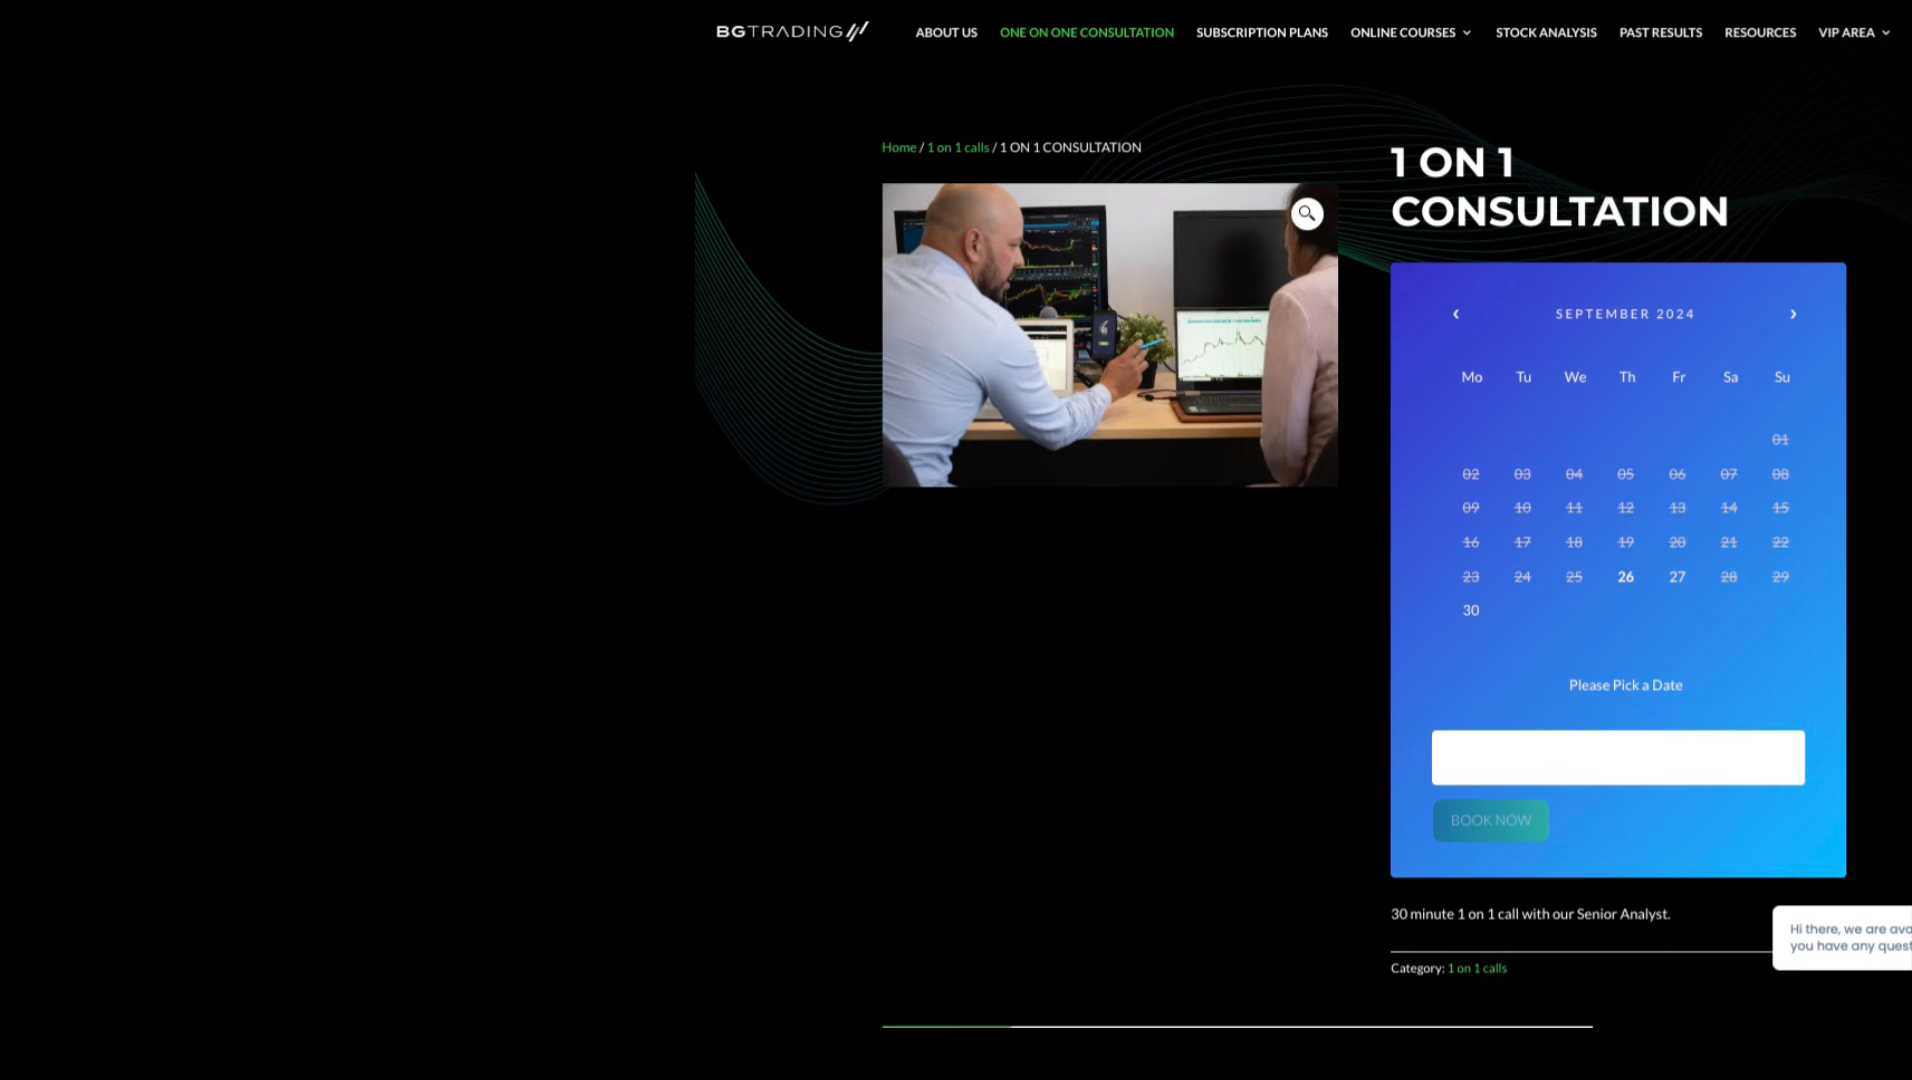 BGTRADING
ABOUT US
ONE ON ONE CONSULTATION
SUBSCRIPTION PLANS
ONLINE COURSES
STOCK ANALYSIS
PAST RESULTS
RESOURCES
VIP AREA
Home / 1 on 1 calls / 1 ON 1 CONSULTATION
1 ON 1
CONSULTATION
SEPTEMBER 2024
Mo Tu We Th Fr Sa Su
01
02 03 04 05 06 07 08
09 10 11 12 13 14 15
16 17 18 19 20 21 22
23 24 25 26 27 28 29
30
Please Pick a Date
BOOK NOW
30 minute 1 on 1 call with our Senior Analyst.
Hi there, we are ava
you have any quest
Category: 1 on 1 calls